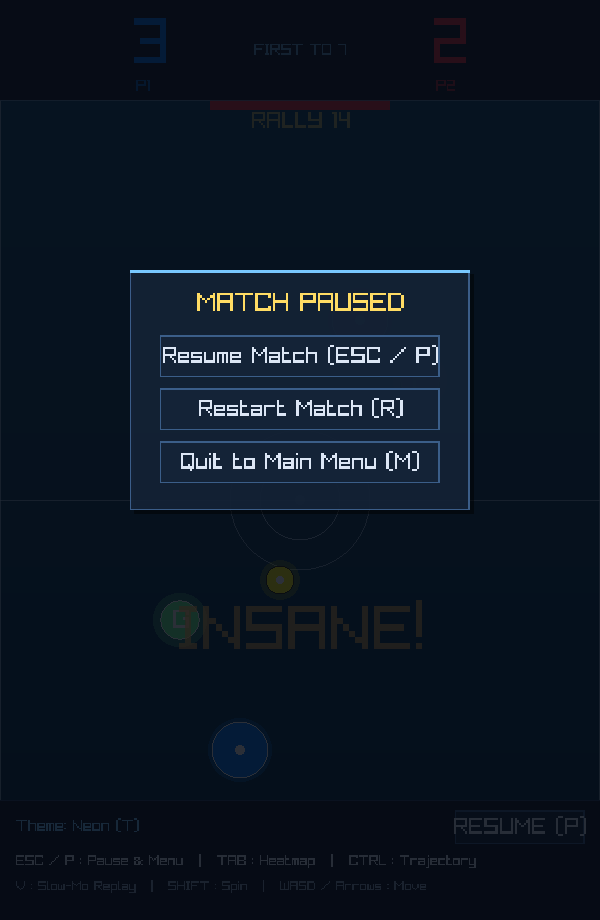 3 FIRST TO 7 2
P1 P2
RALLY 14
MATCH PAUSED
Resume Match (ESC / P)
Restart Match (R)
Quit to Main Menu (M)
INSANE!
Theme: Neon (T) RESUME (P)
ESC / P : Pause & Menu | TAB : Heatmap | CTRL : Trajectory
V : Slow-Mo Replay | SHIFT : Spin | WASD / Arrows : Move